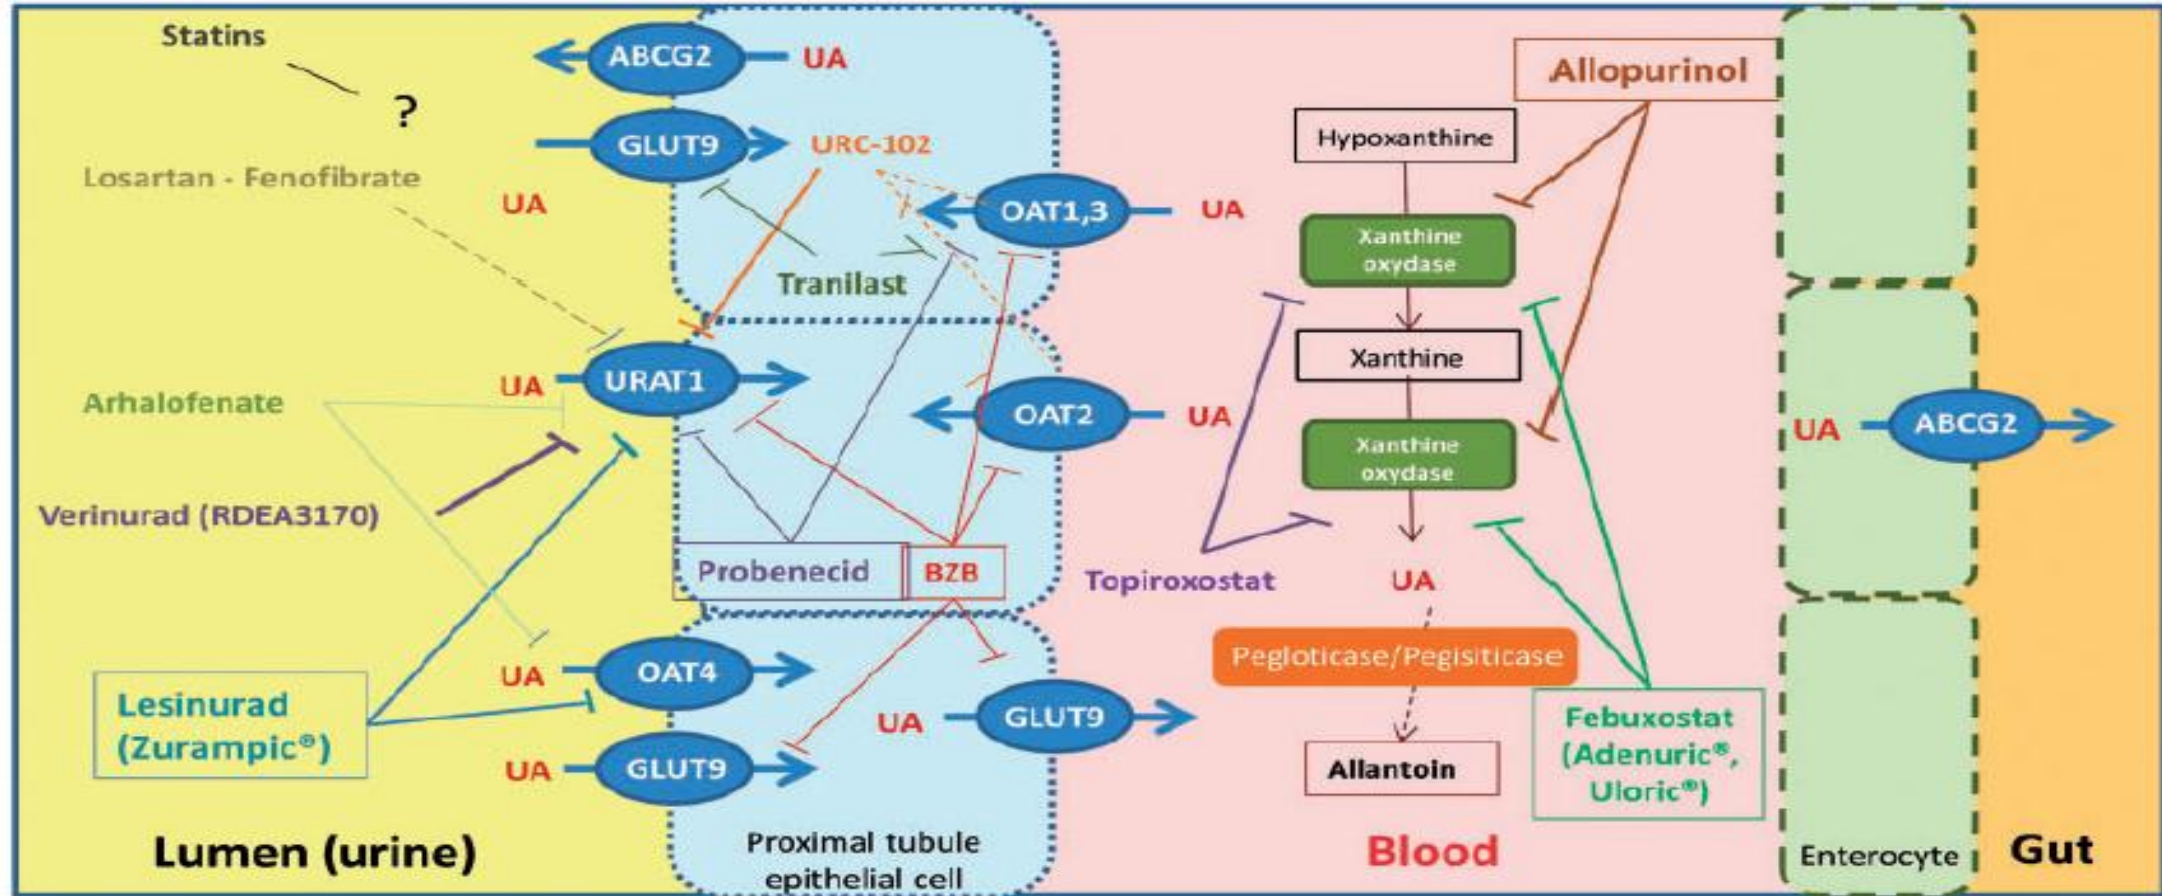 Statins
?
Losartan - Fenofibrate
UA
Arhalofenate
Verinurad (RDEA3170)
Lesinurad
(Zurampic®)
Lumen (urine)
ABCG2
UA
GLUT9
URC-102
OAT1,3
UA
Tranilast
UA
URAT1
OAT2
UA
Probenecid
BZB
UA
OAT4
UA
GLUT9
UA
GLUT9
Proximal tubule
epithelial cell
Allopurinol
Hypoxanthine
Xanthine
oxydase
Xanthine
Xanthine
oxydase
Topiroxostat
UA
Pegloticase/Pegisiticase
Allantoin
Febuxostat
(Adenuric®,
Uloric®)
Blood
UA
ABCG2
Enterocyte
Gut